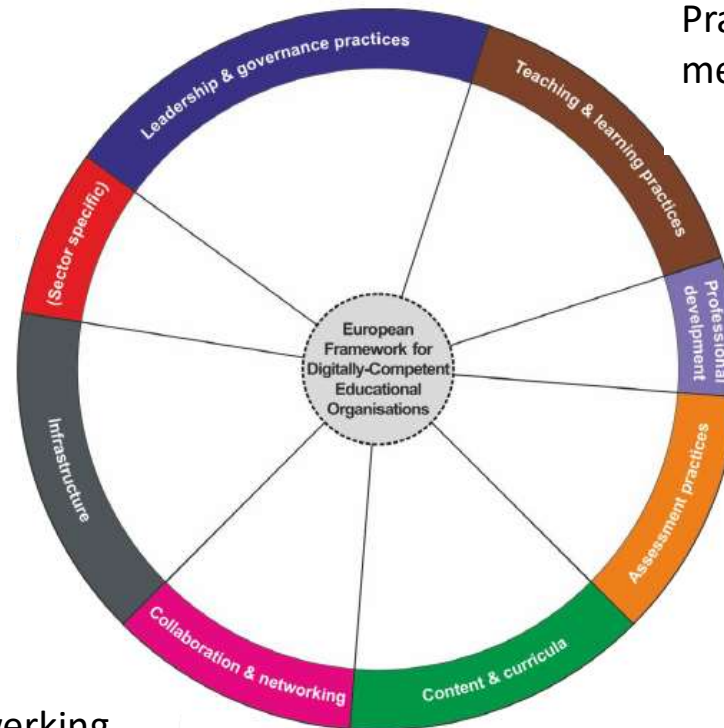 Leadership & governance practices
Teaching & learning practices
Professional
develpment
Assessment practices
Content & curricula
Collaboration & networking
Infrastructure
(Sector specific)
European
Framework for
Digitally-Competent
Educational
Organisations